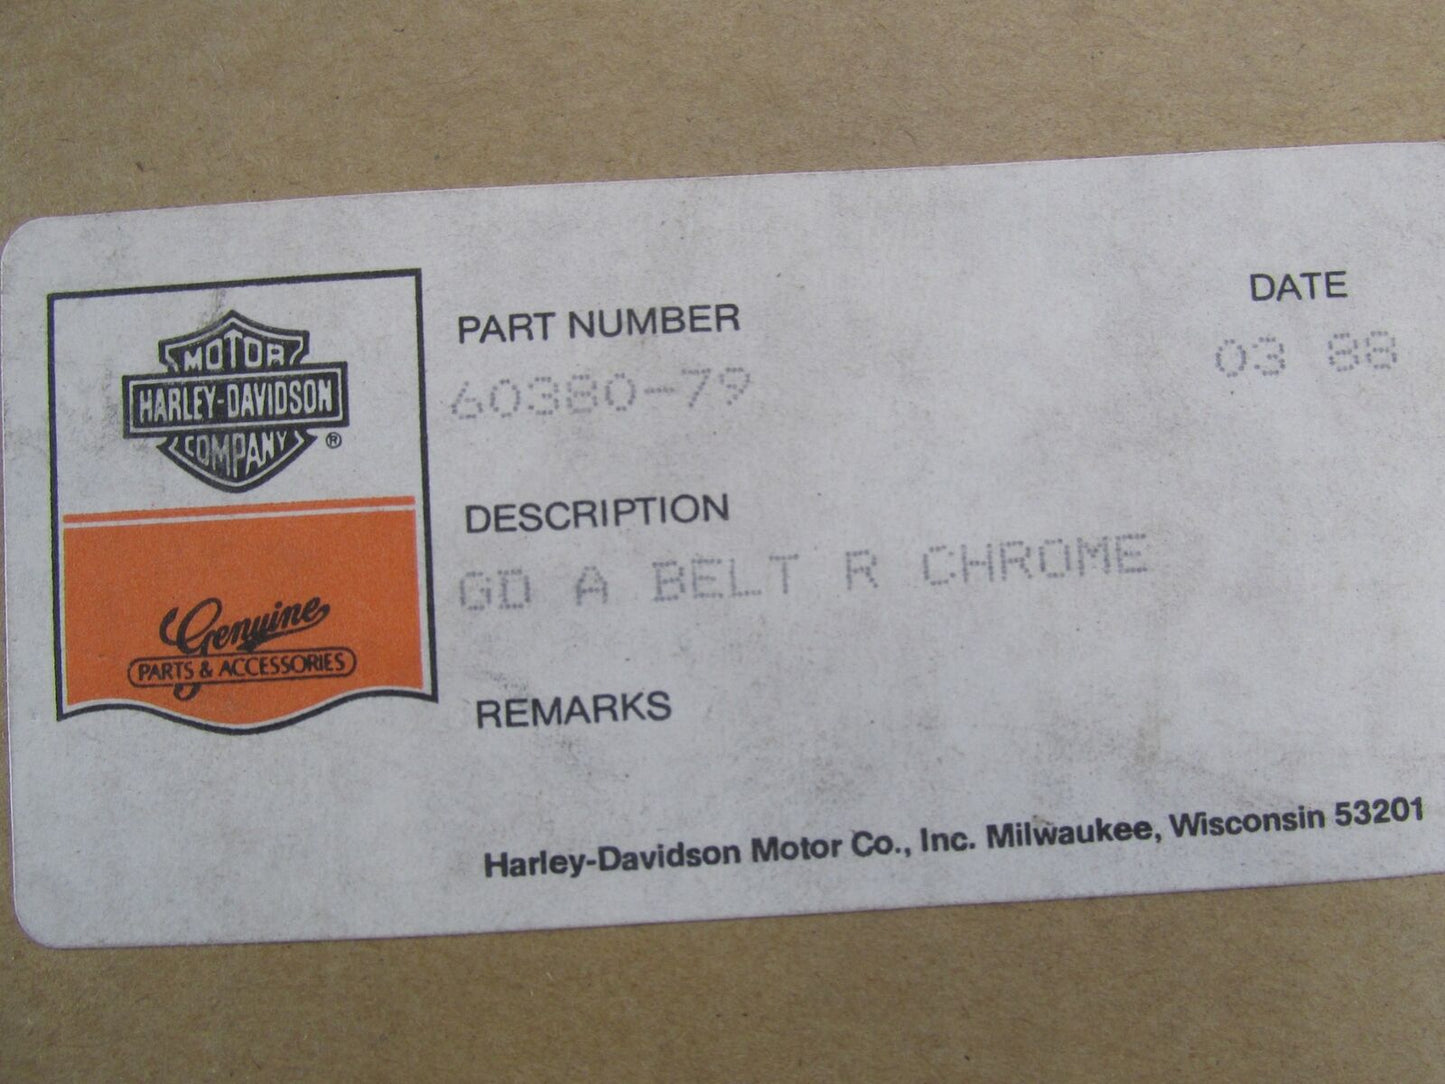 MOTOR
HARLEY-DAVIDSON
COMPANY ®
Genuine
PARTS & ACCESSORIES
PART NUMBER
60380-79
DATE
03 88
DESCRIPTION
GD A BELT R CHROME
REMARKS
Harley-Davidson Motor Co., Inc. Milwaukee, Wisconsin 53201